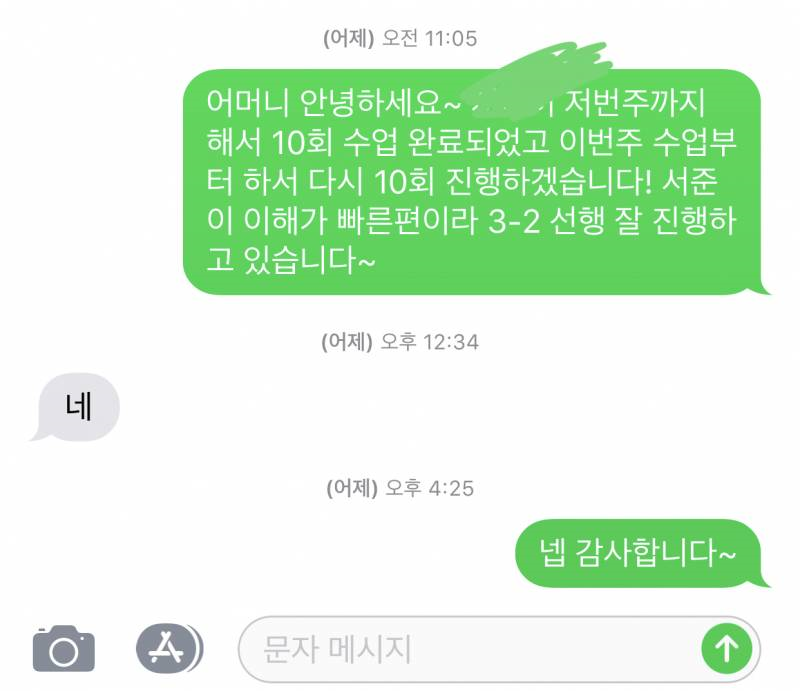 (어제) 오전 11:05
어머니 안녕하세요~ 저번주까지
해서 10회 수업 완료되었고 이번주 수업부
터 하서 다시 10회 진행하겠습니다! 서준
이 이해가 빠른편이라 3-2 선행 잘 진행하
고 있습니다~
(어제) 오후 12:34
네
(어제) 오후 4:25
넵 감사합니다~
문자 메시지